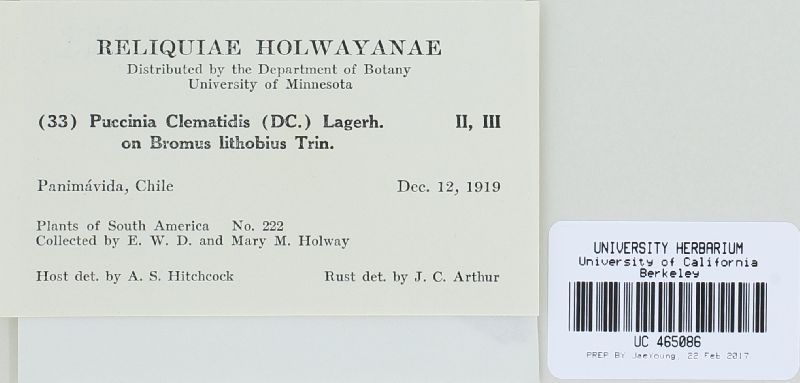 RELIQUIAE HOLWAYANAE
Distributed by the Department of Botany
University of Minnesota
(33) Puccinia Clematidis (DC.) Lagerh. II, III
on Bromus lithobius Trin.
Panimávida, Chile Dec. 12, 1919
Plants of South America No. 222
Collected by E. W. D. and Mary M. Holway
Host det. by A. S. Hitchcock Rust det. by J. C. Arthur
UNIVERSITY HERBARIUM
University of California
Berkeley
UC 465086
PREP BY JaeYoung, 22 Feb 2017